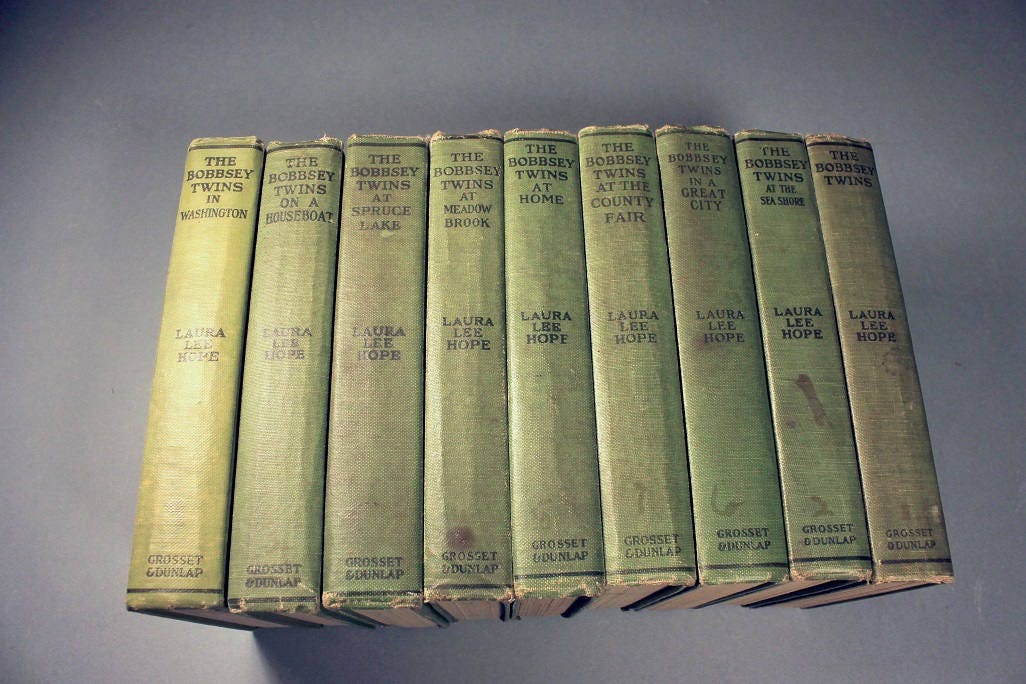 THE
BOBBSEY
TWINS
IN
WASHINGTON
LAURA
LEE
HOPE
GROSSET
& DUNLAP
THE
BOBBSEY
TWINS
ON A
HOUSEBOAT
LAURA
LEE
HOPE
GROSSET
& DUNLAP
THE
BOBBSEY
TWINS
AT
SPRUCE
LAKE
LAURA
LEE
HOPE
GROSSET
& DUNLAP
THE
BOBBSEY
TWINS
AT
MEADOW
BROOK
LAURA
LEE
HOPE
GROSSET
& DUNLAP
THE
BOBBSEY
TWINS
AT
HOME
LAURA
LEE
HOPE
GROSSET
& DUNLAP
THE
BOBBSEY
TWINS
AT THE
COUNTY
FAIR
LAURA
LEE
HOPE
GROSSET
& DUNLAP
THE
BOBBSEY
TWINS
IN A
GREAT
CITY
LAURA
LEE
HOPE
6
GROSSET
& DUNLAP
THE
BOBBSEY
TWINS
AT THE
SEA SHORE
LAURA
LEE
HOPE
2
GROSSET
& DUNLAP
THE
BOBBSEY
TWINS
LAURA
LEE
HOPE
GROSSET
& DUNLAP